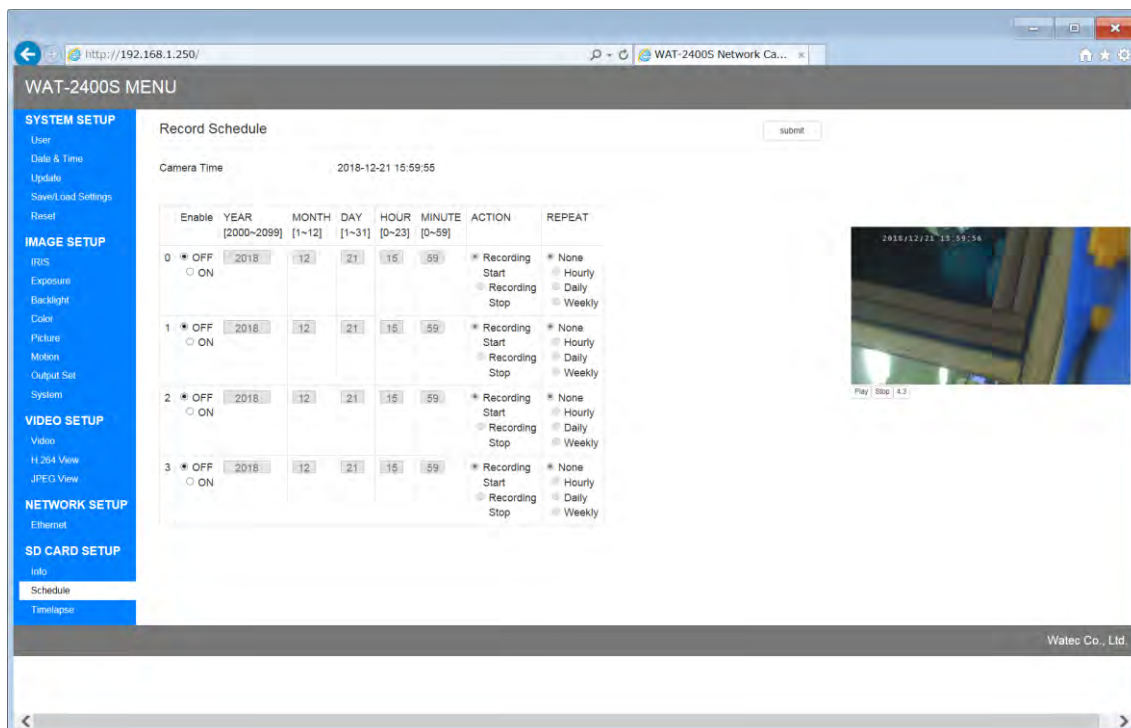 http://192.168.1.250/
WAT-2400S Network Ca...
WAT-2400S MENU
SYSTEM SETUP
User
Date & Time
Update
Save/Load Settings
Reset
IMAGE SETUP
IRIS
Exposure
Backlight
Color
Picture
Motion
Output Set
System
VIDEO SETUP
Video
H.264 View
JPEG View
NETWORK SETUP
Ethernet
SD CARD SETUP
Info
Schedule
Timelapse
Record Schedule
submit
Camera Time 2018-12-21 15:59:55
Enable YEAR MONTH DAY HOUR MINUTE ACTION REPEAT
[2000~2099] [1~12] [1~31] [0~23] [0~59]
0 OFF 2018 12 21 15 59 Recording None
ON Start Hourly
Recording Daily
Stop Weekly
1 OFF 2018 12 21 15 59 Recording None
ON Start Hourly
Recording Daily
Stop Weekly
2 OFF 2018 12 21 15 59 Recording None
ON Start Hourly
Recording Daily
Stop Weekly
3 OFF 2018 12 21 15 59 Recording None
ON Start Hourly
Recording Daily
Stop Weekly
2018/12/21 15:59:56
Play Stop 4:3
Watec Co., Ltd.